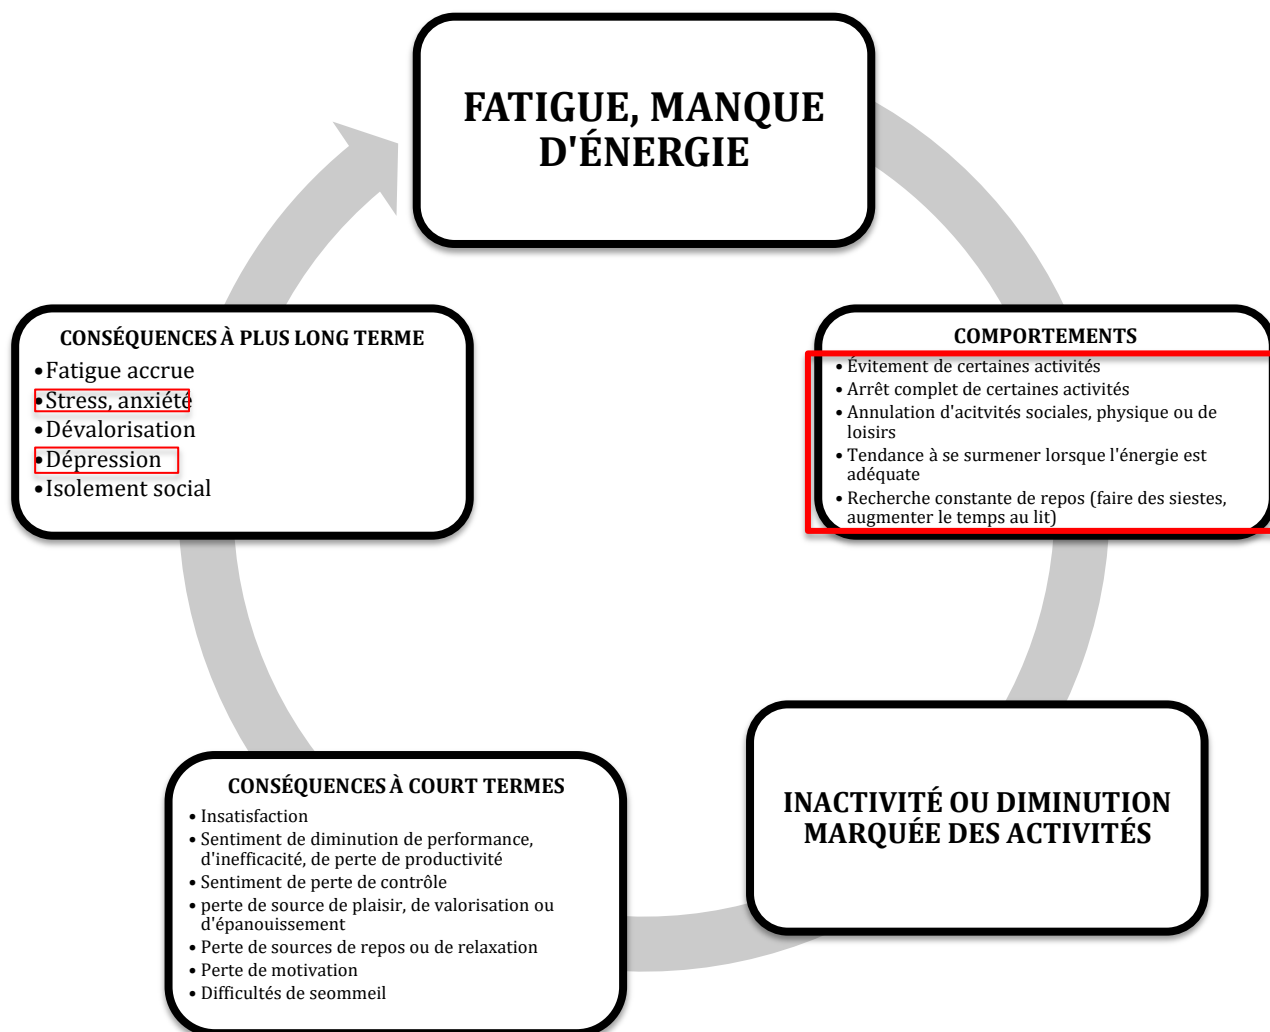 FATIGUE, MANQUE
D'ÉNERGIE
COMPORTEMENTS
• Évitement de certaines activités
• Arrêt complet de certaines activités
• Annulation d'acitvités sociales, physique ou de
loisirs
• Tendance à se surmener lorsque l'énergie est
adéquate
• Recherche constante de repos (faire des siestes,
augmenter le temps au lit)
INACTIVITÉ OU DIMINUTION
MARQUÉE DES ACTIVITÉS
CONSÉQUENCES À COURT TERMES
• Insatisfaction
• Sentiment de diminution de performance,
d'inefficacité, de perte de productivité
• Sentiment de perte de contrôle
• perte de source de plaisir, de valorisation ou
d'épanouissement
• Perte de sources de repos ou de relaxation
• Perte de motivation
• Difficultés de seommeil
CONSÉQUENCES À PLUS LONG TERME
• Fatigue accrue
• Stress, anxiété
• Dévalorisation
• Dépression
• Isolement social